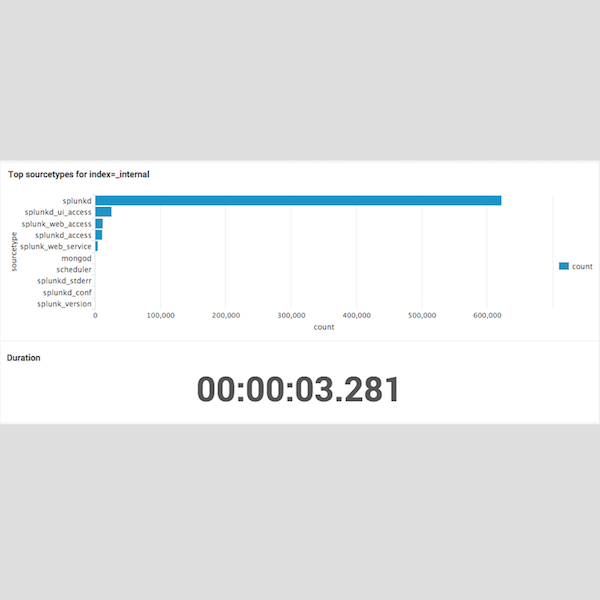 Top sourcetypes for index=_internal
sourcetype
splunkd
splunkd_ui_access
splunk_web_access
splunkd_access
splunk_web_service
mongod
scheduler
splunkd_stderr
splunkd_conf
splunk_version
0 100,000 200,000 300,000 400,000 500,000 600,000
count
count
Duration
00:00:03.281